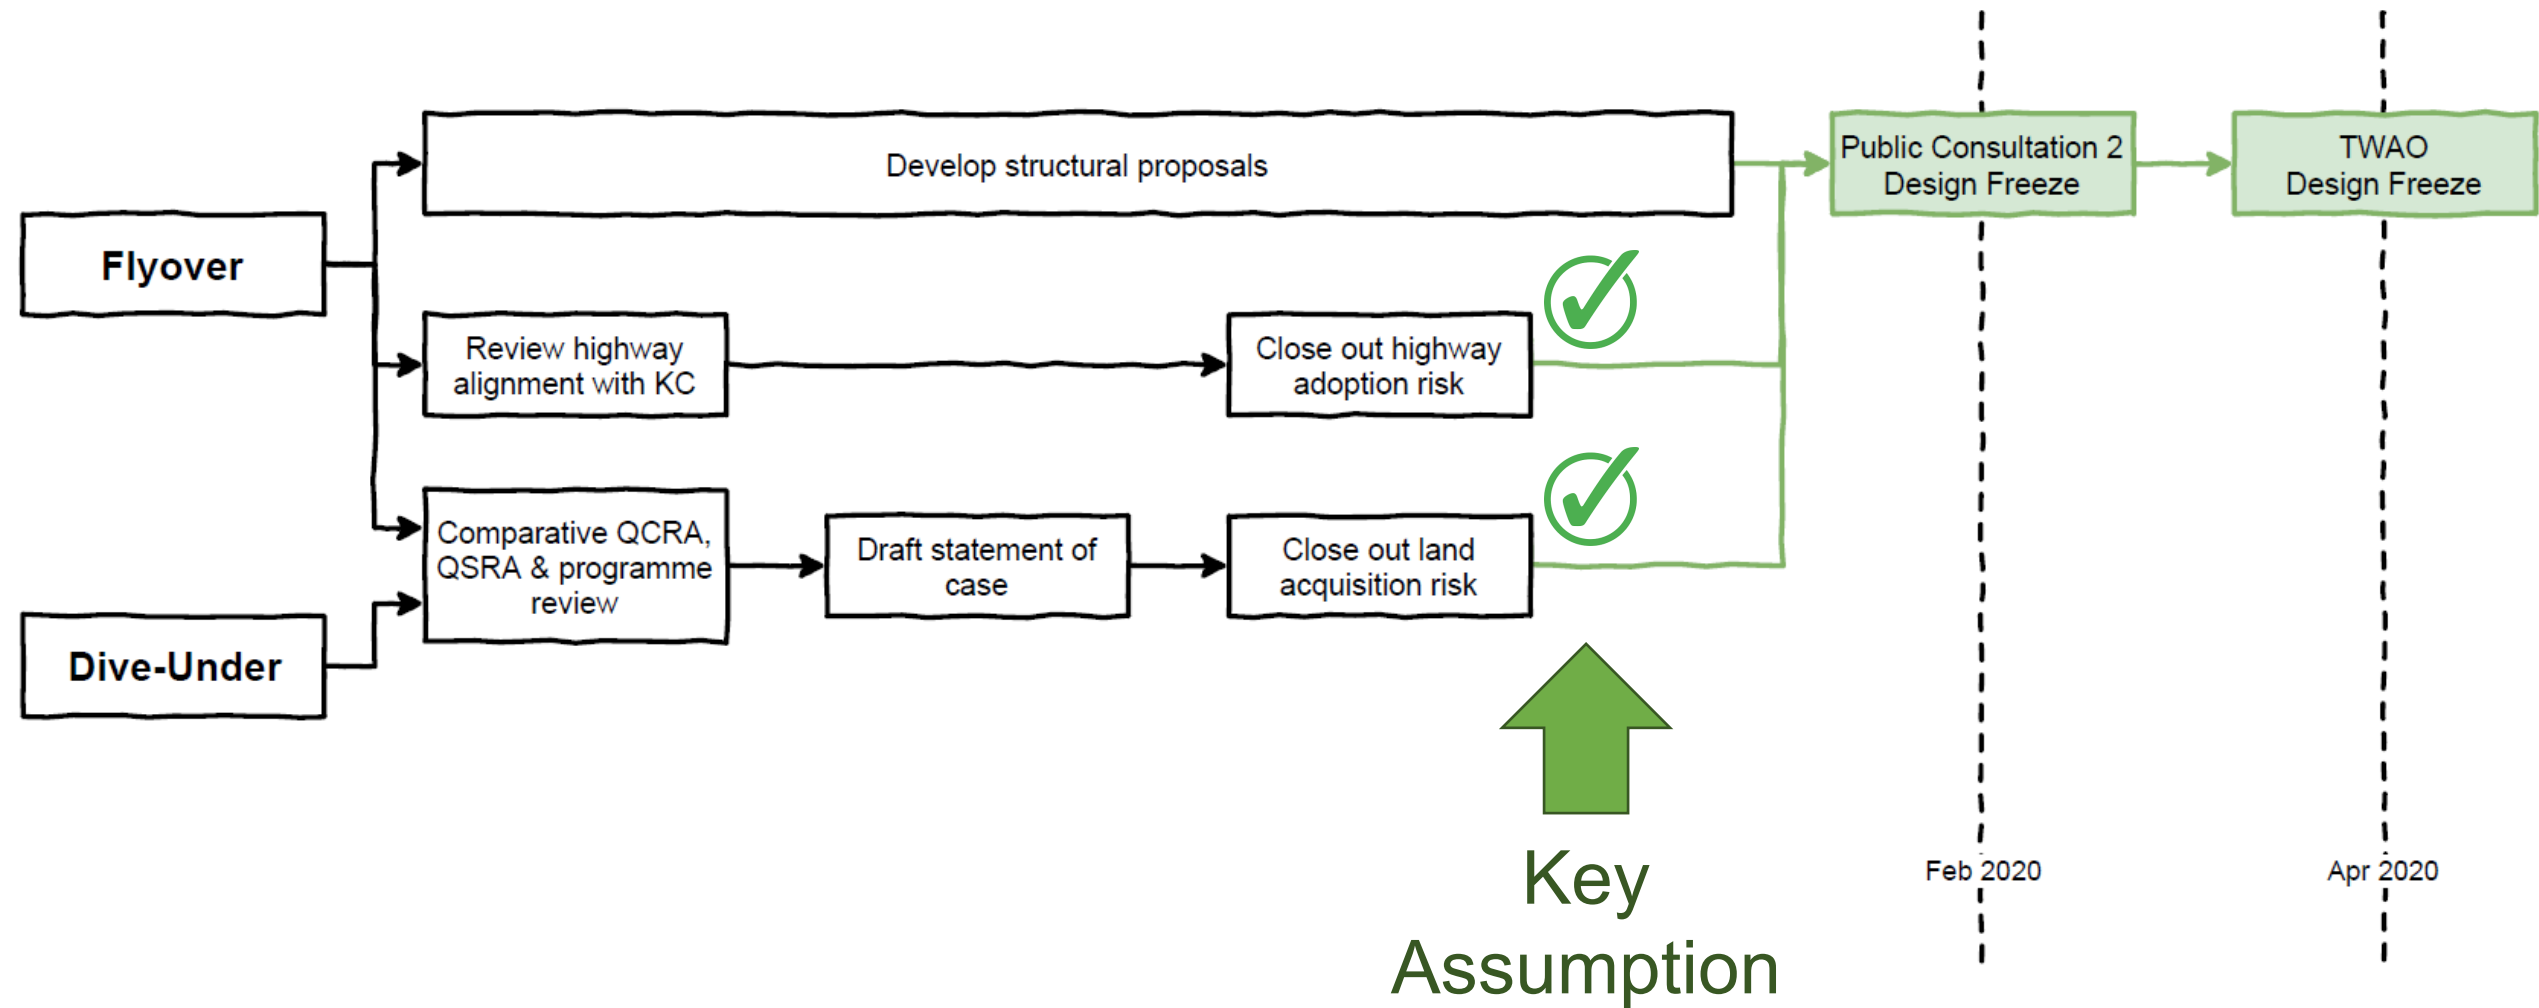 Develop structural proposals
Public Consultation 2
Design Freeze
TWAO
Design Freeze
Flyover
Review highway
alignment with KC
Close out highway
adoption risk
Comparative QCRA,
QSRA & programme
review
Draft statement of
case
Close out land
acquisition risk
Dive-Under
Key
Assumption
Feb 2020
Apr 2020